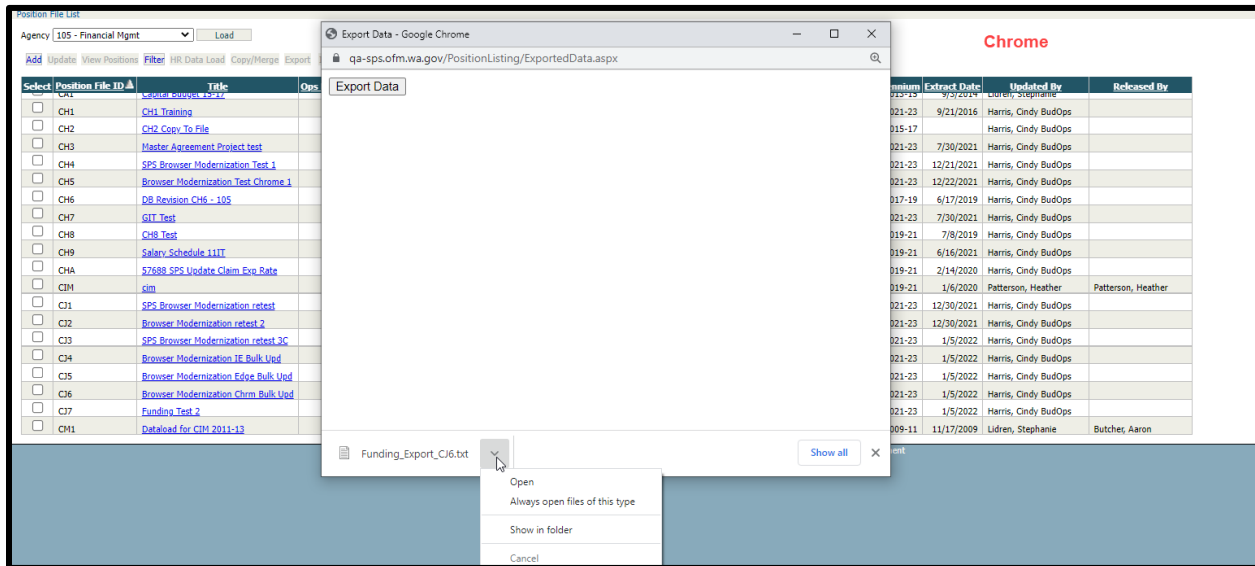 Position File List
Agency 105 - Financial Mgmt Load
Add Update View Positions Filter HR Data Load Copy/Merge Export
Select Position File ID Title Ops
CA1 Capital Budget 15-17
CH1 CH1 Training
CH2 CH2 Copy To File
CH3 Master Agreement Project test
CH4 SPS Browser Modernization Test 1
CH5 Browser Modernization Test Chrome 1
CH6 DB Revision CH6 - 105
CH7 GIT Test
CH8 CH8 Test
CH9 Salary Schedule 11IT
CHA 57688 SPS Update Claim Exp Rate
CIM cim
CJ1 SPS Browser Modernization retest
CJ2 Browser Modernization retest 2
CJ3 SPS Browser Modernization retest 3C
CJ4 Browser Modernization IE Bulk Upd
CJ5 Browser Modernization Edge Bulk Upd
CJ6 Browser Modernization Chrm Bulk Upd
CJ7 Funding Test 2
CM1 Dataload for CIM 2011-13
Export Data - Google Chrome
qa-sps.ofm.wa.gov/PositionListing/ExportedData.aspx
Export Data
Funding_Export_CJ6.txt Show all
Open
Always open files of this type
Show in folder
Cancel
Chrome
nnium Extract Date Updated By Released By
013-15 9/3/2014 Lidren, Stephanie
021-23 9/21/2016 Harris, Cindy BudOps
015-17 Harris, Cindy BudOps
021-23 7/30/2021 Harris, Cindy BudOps
021-23 12/21/2021 Harris, Cindy BudOps
021-23 12/22/2021 Harris, Cindy BudOps
017-19 6/17/2019 Harris, Cindy BudOps
021-23 7/30/2021 Harris, Cindy BudOps
019-21 7/8/2019 Harris, Cindy BudOps
019-21 6/16/2021 Harris, Cindy BudOps
019-21 2/14/2020 Harris, Cindy BudOps
019-21 1/6/2020 Patterson, Heather Patterson, Heather
021-23 12/30/2021 Harris, Cindy BudOps
021-23 12/30/2021 Harris, Cindy BudOps
021-23 1/5/2022 Harris, Cindy BudOps
021-23 1/5/2022 Harris, Cindy BudOps
021-23 1/5/2022 Harris, Cindy BudOps
021-23 1/5/2022 Harris, Cindy BudOps
021-23 1/5/2022 Harris, Cindy BudOps
009-11 11/17/2009 Lidren, Stephanie Butcher, Aaron
ent